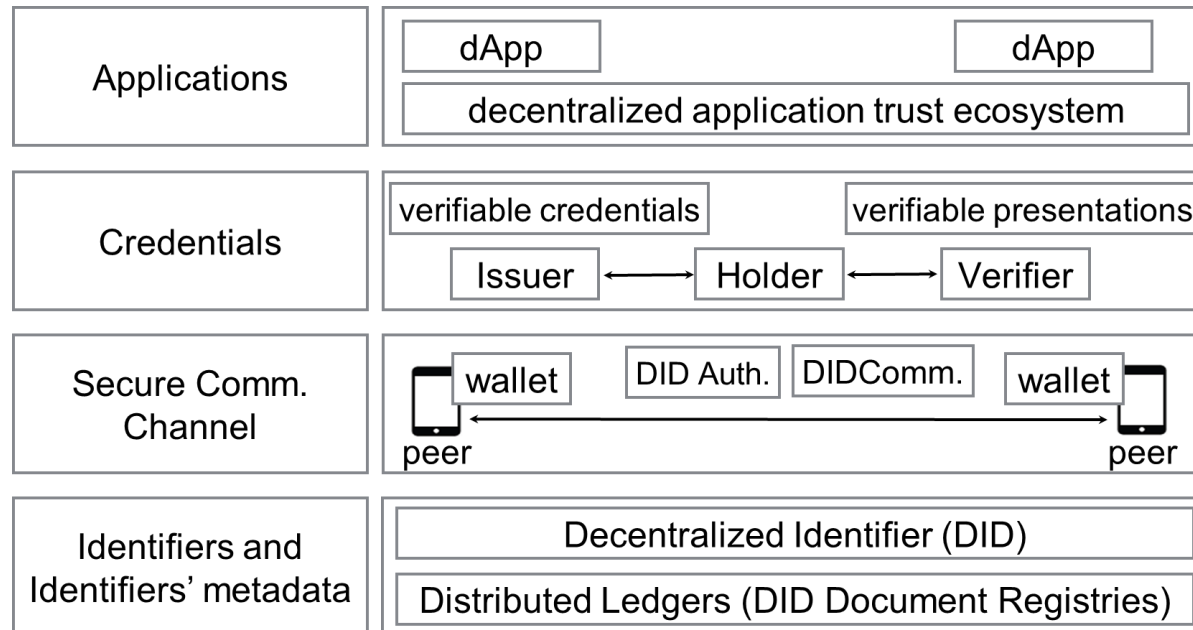 Applications
dApp
dApp
decentralized application trust ecosystem
Credentials
verifiable credentials
verifiable presentations
Issuer
Holder
Verifier
Secure Comm.
Channel
wallet
DID Auth.
DIDComm.
wallet
peer
peer
Identifiers and
Identifiers’ metadata
Decentralized Identifier (DID)
Distributed Ledgers (DID Document Registries)